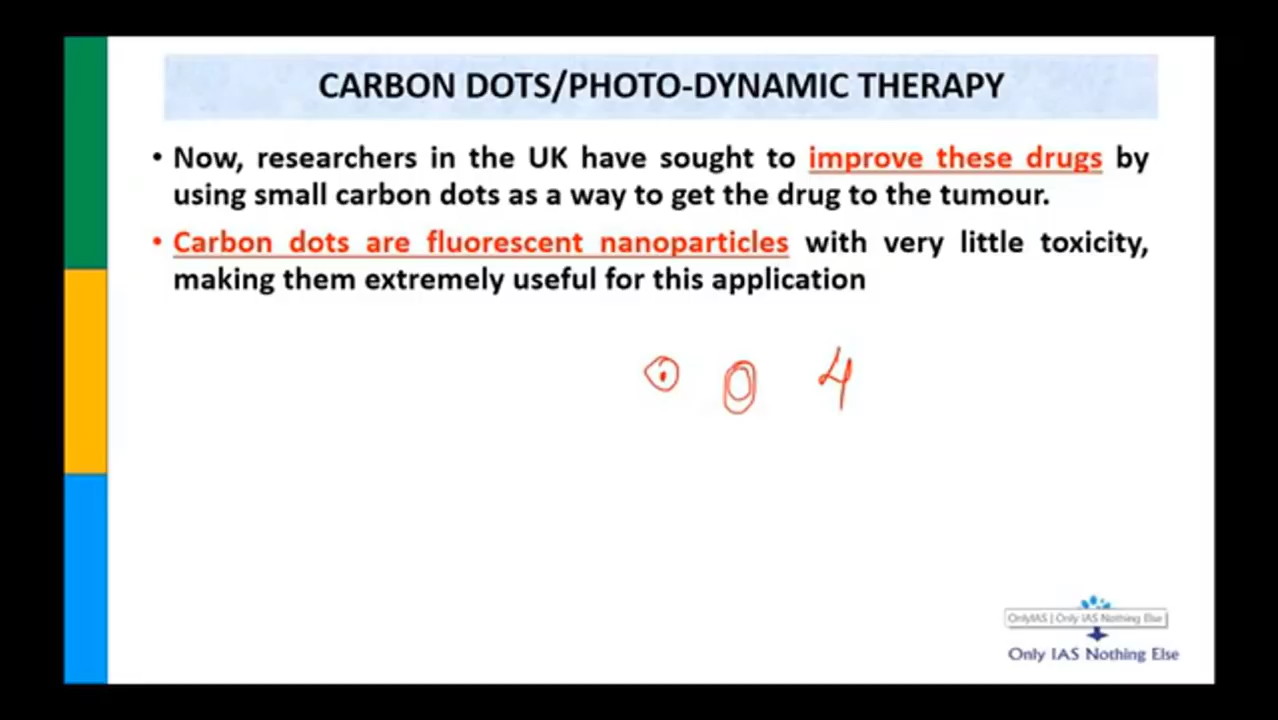 CARBON DOTS/PHOTO-DYNAMIC THERAPY
• Now, researchers in the UK have sought to improve these drugs by
using small carbon dots as a way to get the drug to the tumour.
• Carbon dots are fluorescent nanoparticles with very little toxicity,
making them extremely useful for this application
4
OnlyIAS | Only IAS Nothing Else
Only IAS Nothing Else